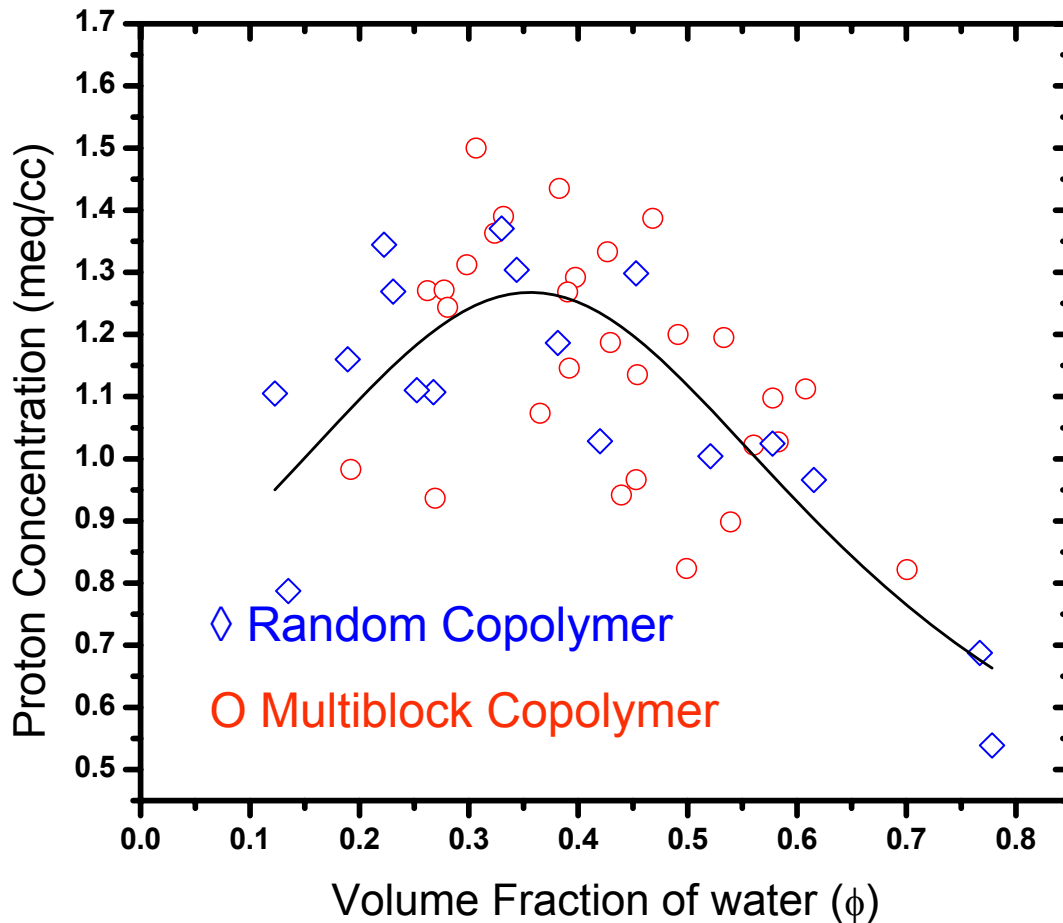 1.7
1.6
1.5
1.4
1.3
1.2
1.1
1.0
0.9
0.8
0.7
0.6
0.5
Proton Concentration (meq/cc)
Random Copolymer
O Multiblock Copolymer
0.0 0.1 0.2 0.3 0.4 0.5 0.6 0.7 0.8
Volume Fraction of water (ϕ)